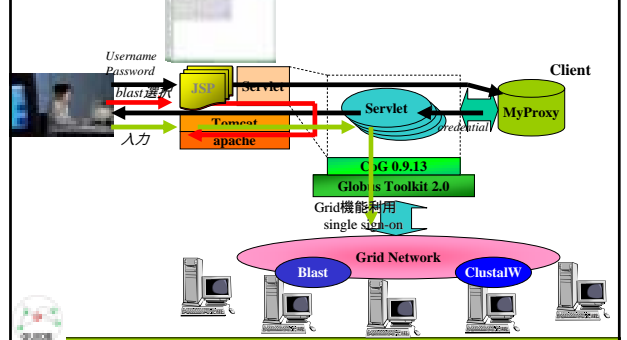 Username
Password
blast選択
入力
JSP
Servlet
Tomcat
apache
Client
Servlet
credential
MyProxy
CoG 0.9.13
Globus Toolkit 2.0
Grid機能利用
single sign-on
Grid Network
Blast
ClustalW